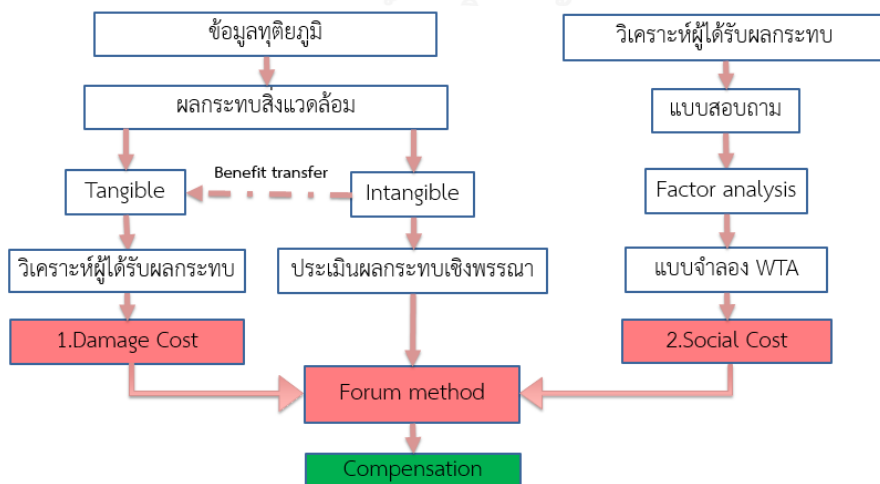 ข้อมูลทุติยภูมิ
วิเคราะห์ผู้ได้รับผลกระทบ
ผลกระทบสิ่งแวดล้อม
แบบสอบถาม
Benefit transfer
Tangible
Intangible
Factor analysis
วิเคราะห์ผู้ได้รับผลกระทบ
ประเมินผลกระทบเชิงพรรณา
แบบจำลอง WTA
1.Damage Cost
2.Social Cost
Forum method
Compensation